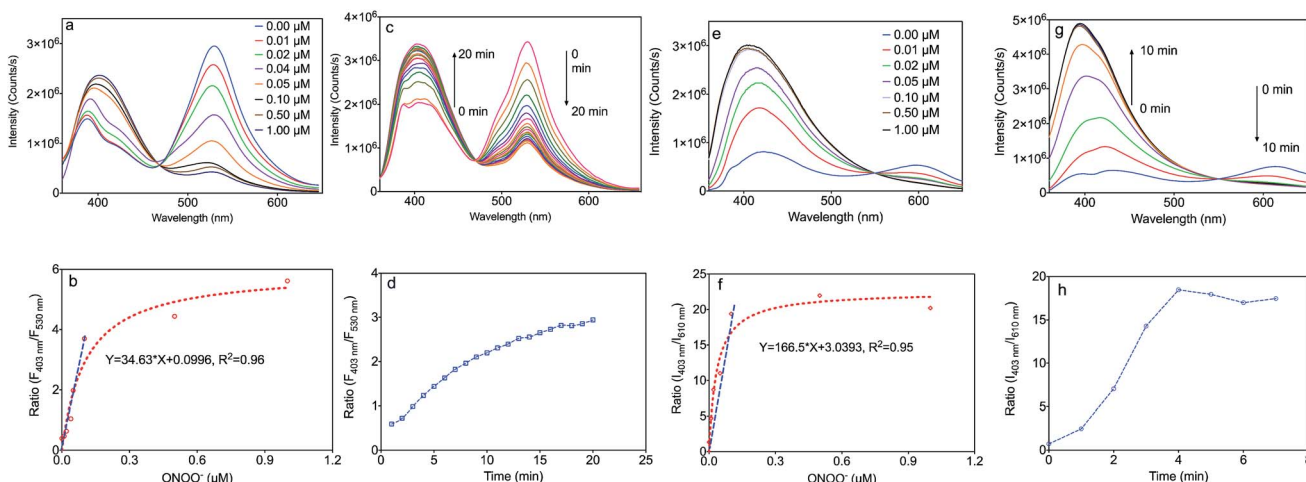 a
0.00 µM
0.01 µM
0.02 µM
0.04 µM
0.05 µM
0.10 µM
0.50 µM
1.00 µM
3×10⁶
2×10⁶
1×10⁶
0
400 500 600
Wavelength (nm)
Intensity (Counts/s)
c
20 min
0 min
0
min
20 min
4×10⁶
3×10⁶
2×10⁶
1×10⁶
0
400 500 600
Wavelength (nm)
Intensity (Counts/s)
e
0.00 µM
0.01 µM
0.02 µM
0.05 µM
0.10 µM
0.50 µM
1.00 µM
3×10⁶
2×10⁶
1×10⁶
0
400 500 600
Wavelength (nm)
Intensity (Counts/s)
g
10 min
0 min
0 min
10 min
5×10⁶
4×10⁶
3×10⁶
2×10⁶
1×10⁶
0
400 500 600
Wavelength (nm)
Intensity (Counts/s)
b
Y=34.63*X+0.0996, R²=0.96
6
4
2
0
0.0 0.3 0.6 0.9 1.2
ONOO⁻ (µM)
Ratio (F403 nm/F530 nm)
d
4
3
2
1
0
0 5 10 15 20 25
Time (min)
Ratio (F403 nm/F530 nm)
f
Y=166.5*X+3.0393, R²=0.95
25
20
15
10
5
0
0.0 0.3 0.6 0.9 1.2
ONOO⁻ (µM)
Ratio (I403 nm/I610 nm)
h
20
15
10
5
0
0 2 4 6 8
Time (min)
Ratio (I403 nm/I610 nm)